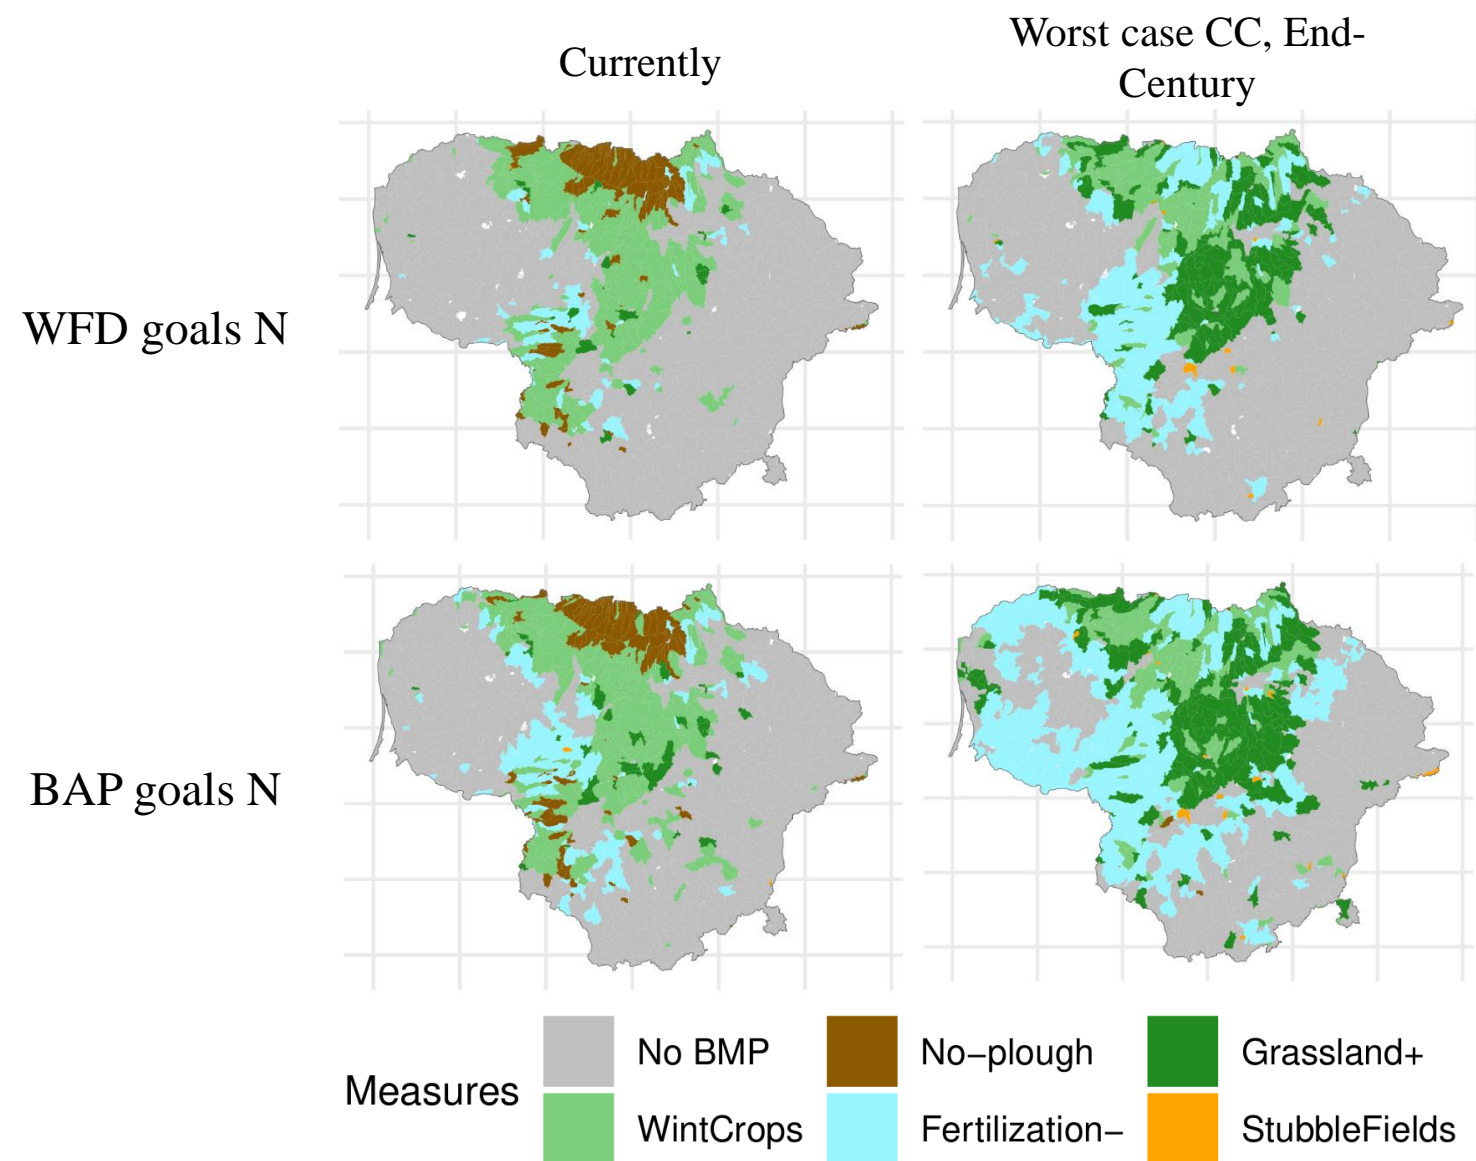 Currently
Worst case CC, End-
Century
WFD goals N
BAP goals N
Measures
No BMP
No−plough
Grassland+
WintCrops
Fertilization−
StubbleFields